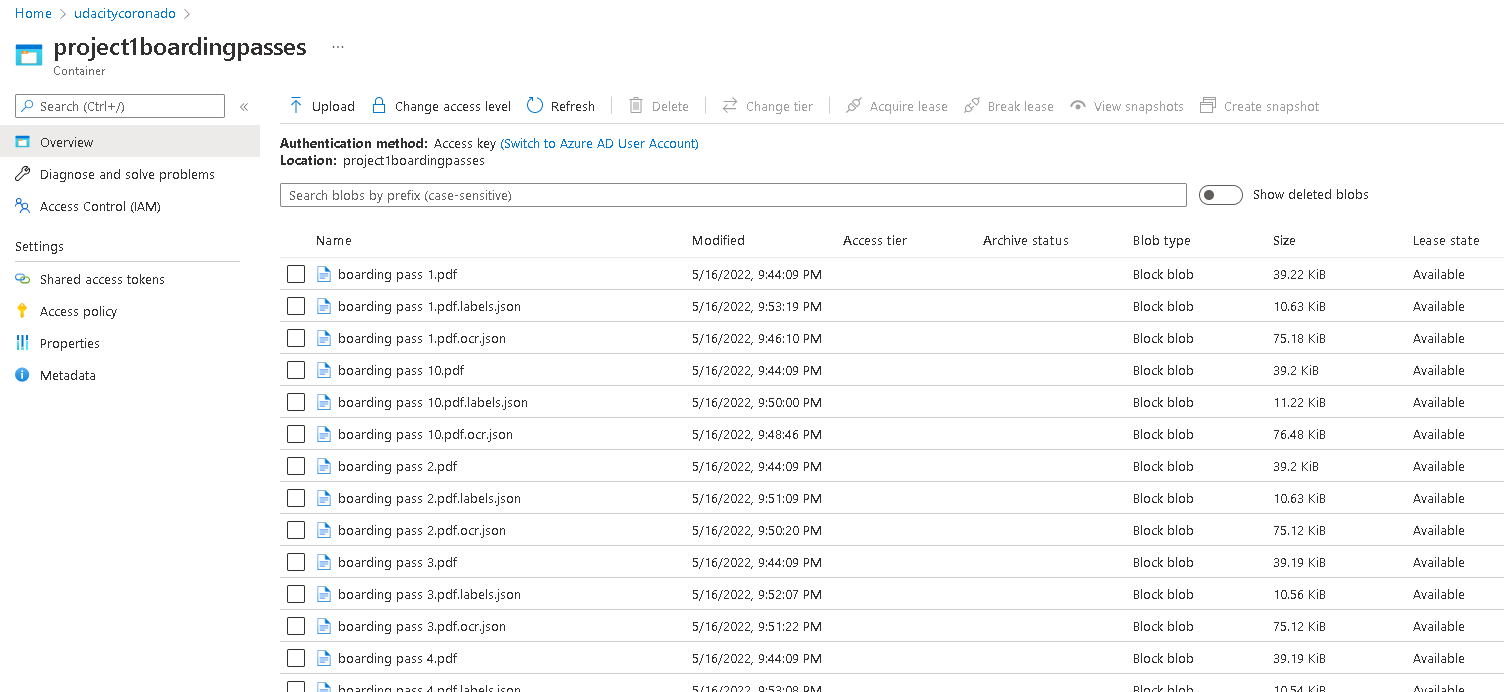 Home > udacitycoronado >
project1boardingpasses ...
Container
Search (Ctrl+/) «
Overview
Diagnose and solve problems
Access Control (IAM)
Settings
Shared access tokens
Access policy
Properties
Metadata
Upload Change access level Refresh Delete Change tier Acquire lease Break lease View snapshots Create snapshot
Authentication method: Access key (Switch to Azure AD User Account)
Location: project1boardingpasses
Search blobs by prefix (case-sensitive) Show deleted blobs
Name Modified Access tier Archive status Blob type Size Lease state
boarding pass 1.pdf 5/16/2022, 9:44:09 PM Block blob 39.22 KiB Available
boarding pass 1.pdf.labels.json 5/16/2022, 9:53:19 PM Block blob 10.63 KiB Available
boarding pass 1.pdf.ocr.json 5/16/2022, 9:46:10 PM Block blob 75.18 KiB Available
boarding pass 10.pdf 5/16/2022, 9:44:09 PM Block blob 39.2 KiB Available
boarding pass 10.pdf.labels.json 5/16/2022, 9:50:00 PM Block blob 11.22 KiB Available
boarding pass 10.pdf.ocr.json 5/16/2022, 9:48:46 PM Block blob 76.48 KiB Available
boarding pass 2.pdf 5/16/2022, 9:44:09 PM Block blob 39.2 KiB Available
boarding pass 2.pdf.labels.json 5/16/2022, 9:51:09 PM Block blob 10.63 KiB Available
boarding pass 2.pdf.ocr.json 5/16/2022, 9:50:20 PM Block blob 75.12 KiB Available
boarding pass 3.pdf 5/16/2022, 9:44:09 PM Block blob 39.19 KiB Available
boarding pass 3.pdf.labels.json 5/16/2022, 9:52:07 PM Block blob 10.56 KiB Available
boarding pass 3.pdf.ocr.json 5/16/2022, 9:51:22 PM Block blob 75.12 KiB Available
boarding pass 4.pdf 5/16/2022, 9:44:09 PM Block blob 39.19 KiB Available
boarding pass 4.pdf.labels.json 5/16/2022, 9:53:08 PM Block blob 10.54 KiB Available